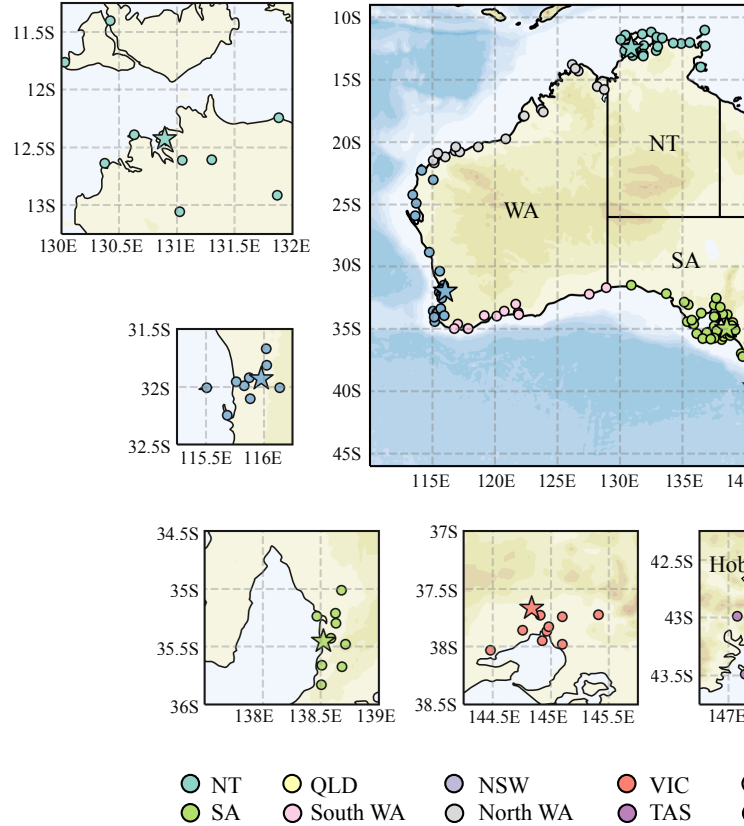 11.5S
12S
12.5S
13S
130E 130.5E 131E 131.5E 132E
10S
15S
20S
25S
30S
35S
40S
45S
115E 120E 125E 130E 135E 14
NT
WA
SA
31.5S
32S
32.5S
115.5E 116E
34.5S
35S
35.5S
36S
138E 138.5E 139E
37S
37.5S
38S
38.5S
144.5E 145E 145.5E
42.5S
43S
43.5S
147E
Hob
NT QLD NSW VIC
SA South WA North WA TAS